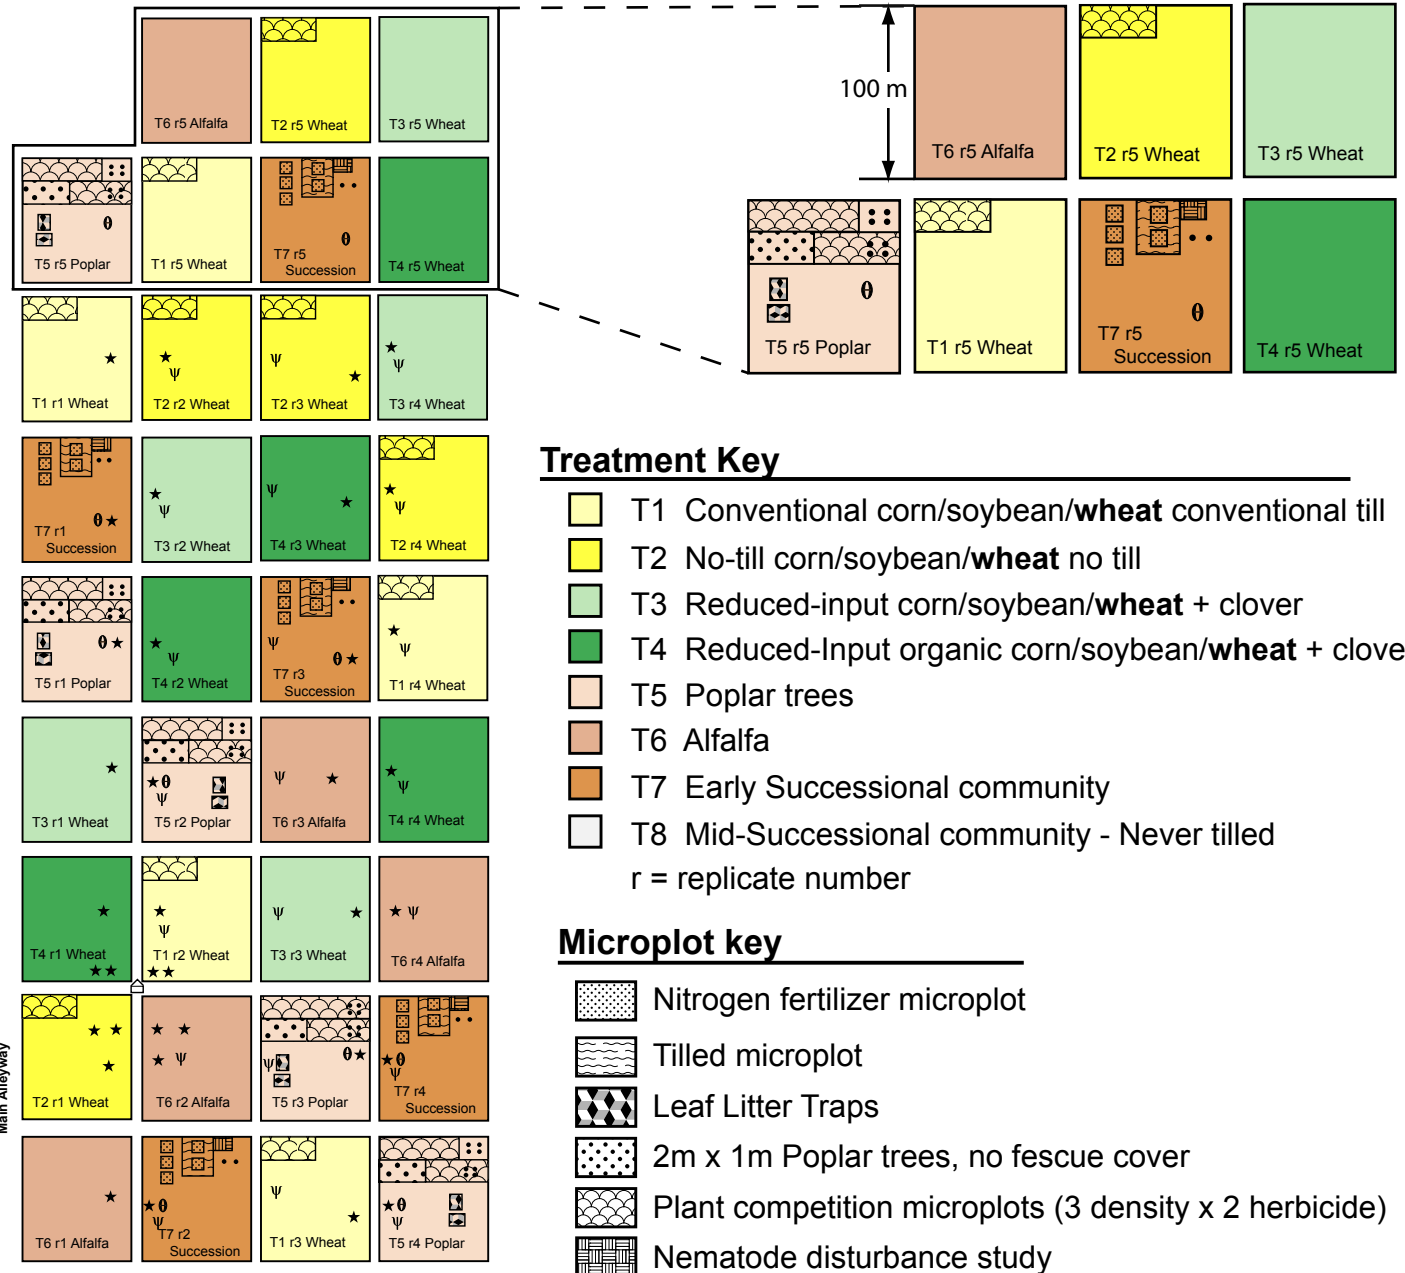 T6 r5 Alfalfa
T2 r5 Wheat
T3 r5 Wheat
T5 r5 Poplar
T1 r5 Wheat
T7 r5
Succession
T4 r5 Wheat
T1 r1 Wheat
T2 r2 Wheat
T2 r3 Wheat
T3 r4 Wheat
T7 r1
Succession
T3 r2 Wheat
T4 r3 Wheat
T2 r4 Wheat
T5 r1 Poplar
T4 r2 Wheat
T7 r3
Succession
T1 r4 Wheat
T3 r1 Wheat
T5 r2 Poplar
T6 r3 Alfalfa
T4 r4 Wheat
T4 r1 Wheat
T1 r2 Wheat
T3 r3 Wheat
T6 r4 Alfalfa
T2 r1 Wheat
T6 r2 Alfalfa
T5 r3 Poplar
T7 r4
Succession
T6 r1 Alfalfa
T7 r2
Succession
T1 r3 Wheat
T5 r4 Poplar
Main Alleyway
100 m
T6 r5 Alfalfa
T2 r5 Wheat
T3 r5 Wheat
T5 r5 Poplar
T1 r5 Wheat
T7 r5
Succession
T4 r5 Wheat
Treatment Key
T1 Conventional corn/soybean/wheat conventional till
T2 No-till corn/soybean/wheat no till
T3 Reduced-input corn/soybean/wheat + clover
T4 Reduced-Input organic corn/soybean/wheat + clove
T5 Poplar trees
T6 Alfalfa
T7 Early Successional community
T8 Mid-Successional community - Never tilled
r = replicate number
Microplot key
Nitrogen fertilizer microplot
Tilled microplot
Leaf Litter Traps
2m x 1m Poplar trees, no fescue cover
Plant competition microplots (3 density x 2 herbicide)
Nematode disturbance study